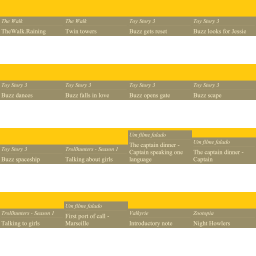 The Walk
TheWalk.Raining
The Walk
Twin towers
Toy Story 3
Buzz gets reset
Toy Story 3
Buzz looks for Jessie
Toy Story 3
Buzz dances
Toy Story 3
Buzz falls in love
Toy Story 3
Buzz opens gate
Toy Story 3
Buzz scape
Toy Story 3
Buzz spaceship
Trollhunters - Season 1
Talking about girls
Um filme falado
The captain dinner -
Captain speaking one
language
Um filme falado
The captain dinner -
Captain
Trollhunters - Season 1
Talking to girls
Um filme falado
First port of call -
Marseille
Valkyrie
Introductory note
Zootopia
Night Howlers